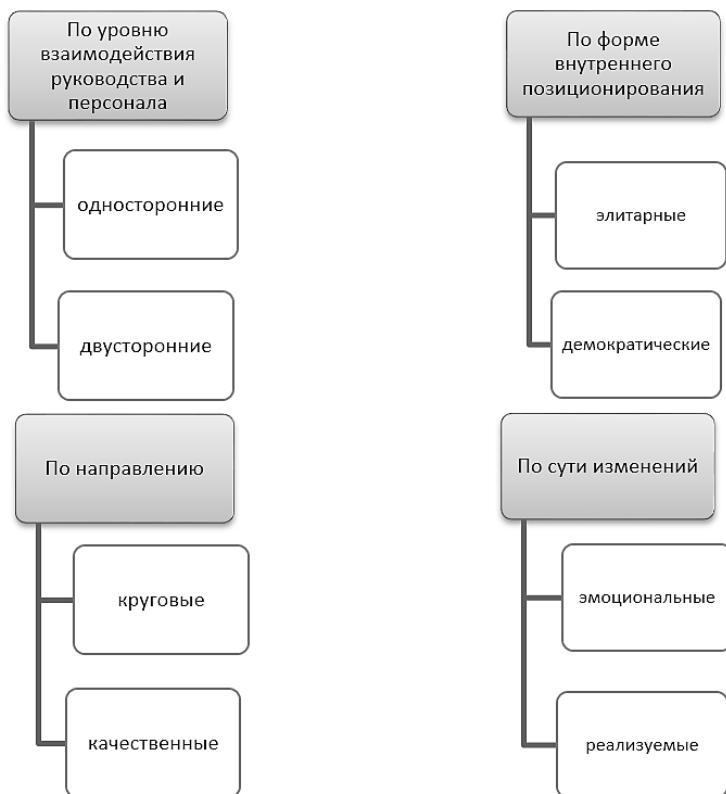 По уровню
взаимодействия
руководства и
персонала
односторонние
двусторонние
По форме
внутреннего
позиционирования
элитарные
демократические
По направлению
круговые
качественные
По сути изменений
эмоциональные
реализуемые